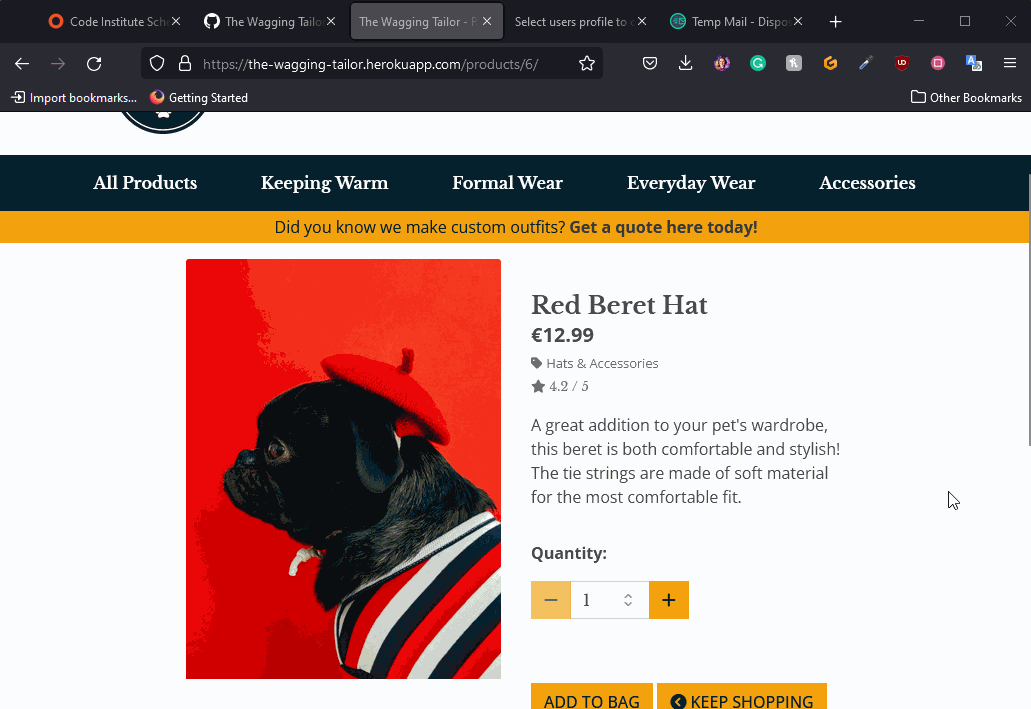 Code Institute Sch
The Wagging Tailo
The Wagging Tailor - P
Select users profile to
Temp Mail - Dispo
https://the-wagging-tailor.herokuapp.com/products/6/
Import bookmarks...
Getting Started
Other Bookmarks
All Products
Keeping Warm
Formal Wear
Everyday Wear
Accessories
Did you know we make custom outfits? Get a quote here today!
Red Beret Hat
€12.99
Hats & Accessories
4.2 / 5
A great addition to your pet's wardrobe,
this beret is both comfortable and stylish!
The tie strings are made of soft material
for the most comfortable fit.
Quantity:
1
ADD TO BAG
KEEP SHOPPING